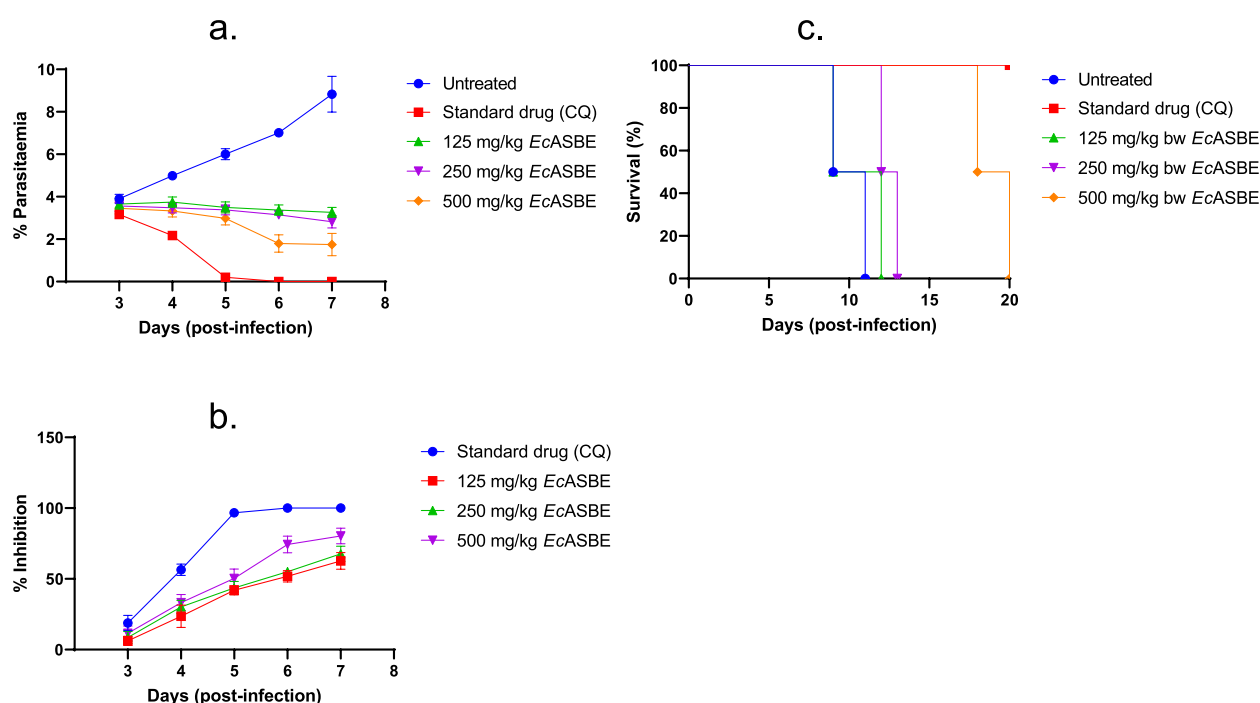 a.
10
8
6
4
2
0
% Parasitaemia
3 4 5 6 7 8
Days (post-infection)
Untreated
Standard drug (CQ)
125 mg/kg EcASBE
250 mg/kg EcASBE
500 mg/kg EcASBE
c.
100
80
60
40
20
0
Survival (%)
0 5 10 15 20
Days (post-infection)
Untreated
Standard drug (CQ)
125 mg/kg bw EcASBE
250 mg/kg bw EcASBE
500 mg/kg bw EcASBE
b.
150
100
50
0
% Inhibition
3 4 5 6 7 8
Days (post-infection)
Standard drug (CQ)
125 mg/kg EcASBE
250 mg/kg EcASBE
500 mg/kg EcASBE